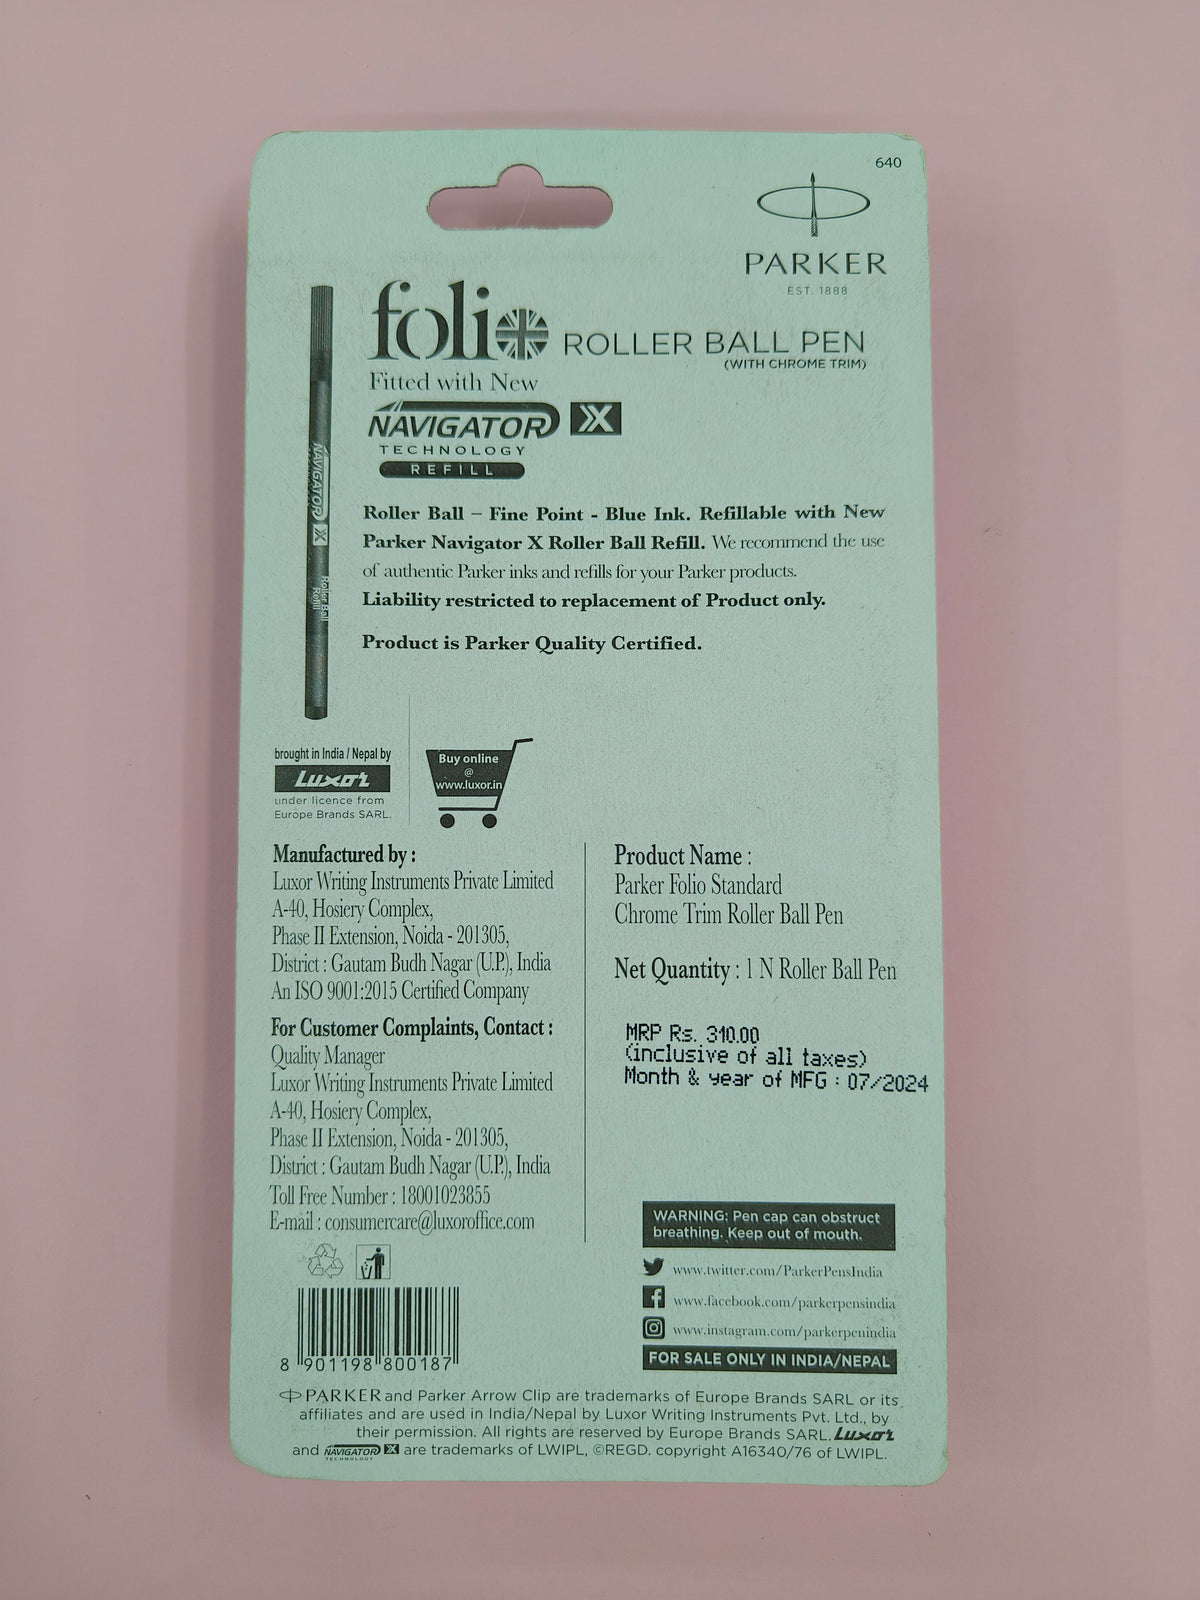 640
PARKER
EST. 1888
folio ROLLER BALL PEN
(WITH CHROME TRIM)
Fitted with New
NAVIGATOR X
TECHNOLOGY
REFILL
NAVIGATOR X Roller Ball
Refill
Roller Ball – Fine Point - Blue Ink. Refillable with New
Parker Navigator X Roller Ball Refill. We recommend the use
of authentic Parker inks and refills for your Parker products.
Liability restricted to replacement of Product only.
Product is Parker Quality Certified.
brought in India / Nepal by
Luxor
under licence from
Europe Brands SARL.
Buy online
@
www.luxor.in
Manufactured by :
Luxor Writing Instruments Private Limited
A-40, Hosiery Complex,
Phase II Extension, Noida - 201305,
District : Gautam Budh Nagar (U.P.), India
An ISO 9001:2015 Certified Company
For Customer Complaints, Contact :
Quality Manager
Luxor Writing Instruments Private Limited
A-40, Hosiery Complex,
Phase II Extension, Noida - 201305,
District : Gautam Budh Nagar (U.P.), India
Toll Free Number : 18001023855
E-mail : consumercare@luxoroffice.com
8 901198 800187
Product Name :
Parker Folio Standard
Chrome Trim Roller Ball Pen
Net Quantity : 1 N Roller Ball Pen
MRP Rs. 310.00
(inclusive of all taxes)
Month & year of MFG : 07/2024
WARNING: Pen cap can obstruct
breathing. Keep out of mouth.
www.twitter.com/ParkerPensIndia
www.facebook.com/parkerpensindia
www.instagram.com/parkerpenindia
FOR SALE ONLY IN INDIA/NEPAL
PARKER and Parker Arrow Clip are trademarks of Europe Brands SARL or its
affiliates and are used in India/Nepal by Luxor Writing Instruments Pvt. Ltd., by
their permission. All rights are reserved by Europe Brands SARL. Luxor
and NAVIGATOR TECHNOLOGY X are trademarks of LWIPL, ©REGD. copyright A16340/76 of LWIPL.